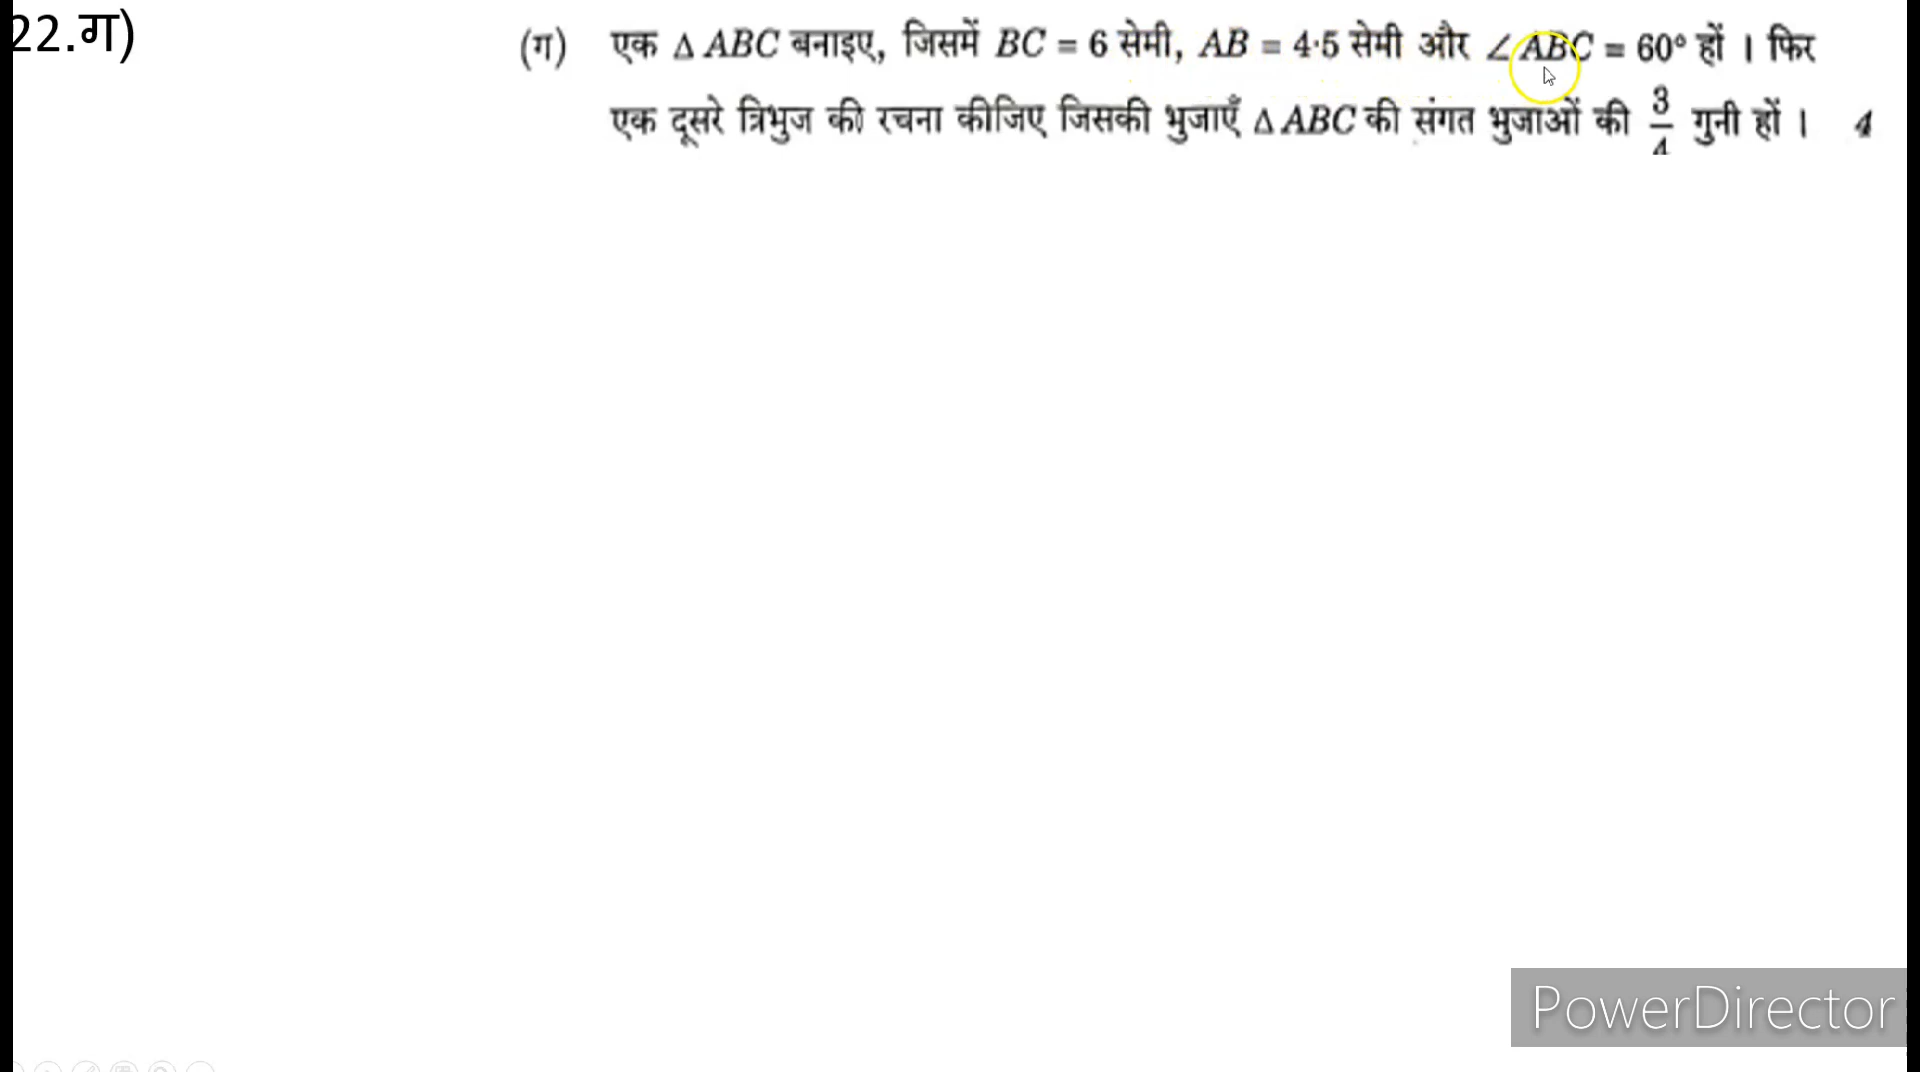 22.ग)
(ग) एक Δ ABC बनाइए, जिसमें BC = 6 सेमी, AB = 4·5 सेमी और ∠ABC = 60° हों । फिर
एक दूसरे त्रिभुज की रचना कीजिए जिसकी भुजाएँ Δ ABC की संगत भुजाओं की 3/4 गुनी हों । 4
PowerDirector